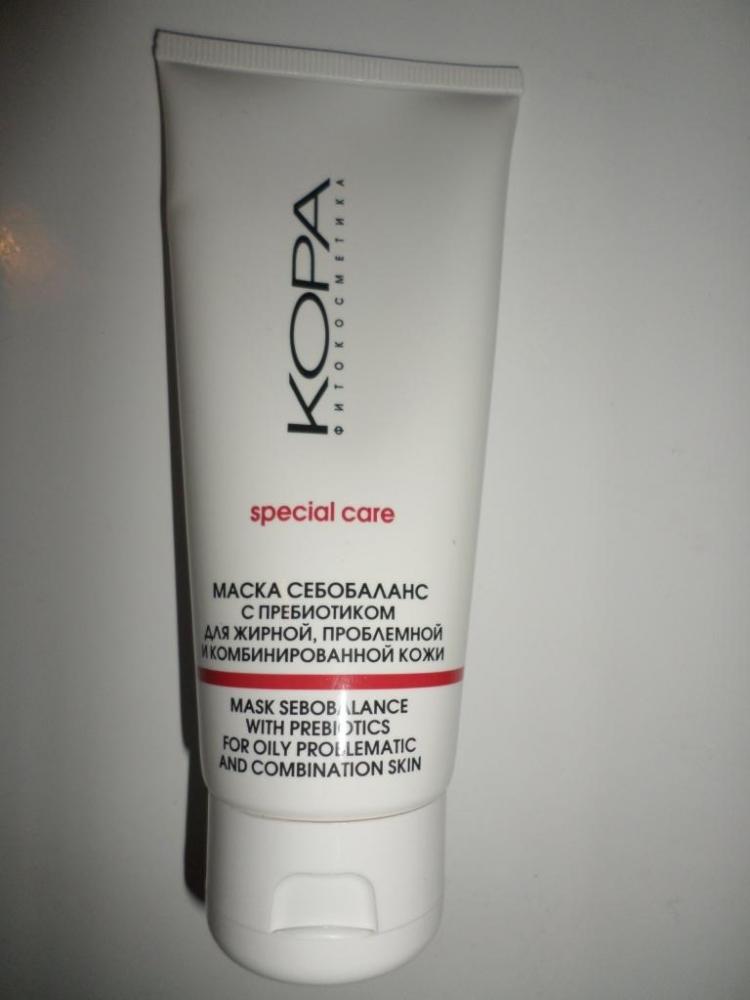 КОРА
ФИТОКОСМЕТИКА
special care
МАСКА СЕБОБАЛАНС
С ПРЕБИОТИКОМ
ДЛЯ ЖИРНОЙ, ПРОБЛЕМНОЙ
И КОМБИНИРОВАННОЙ КОЖИ
MASK SEBOBALANCE
WITH PREBIOTICS
FOR OILY PROBLEMATIC
AND COMBINATION SKIN